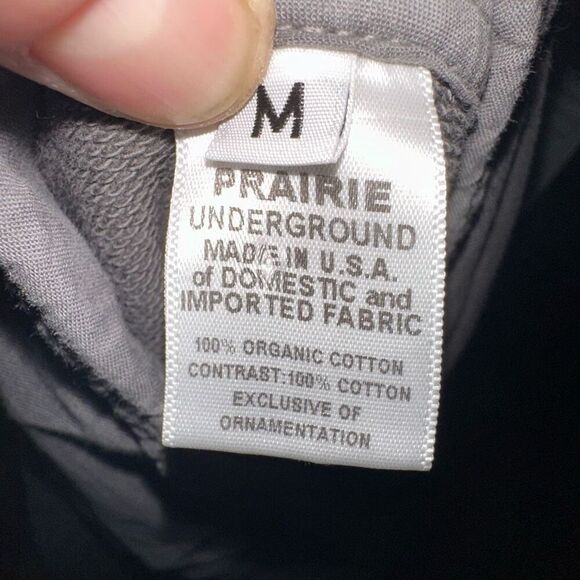 M
PRAIRIE
UNDERGROUND
MADE IN U.S.A.
of DOMESTIC and
IMPORTED FABRIC
100% ORGANIC COTTON
CONTRAST:100% COTTON
EXCLUSIVE OF
ORNAMENTATION